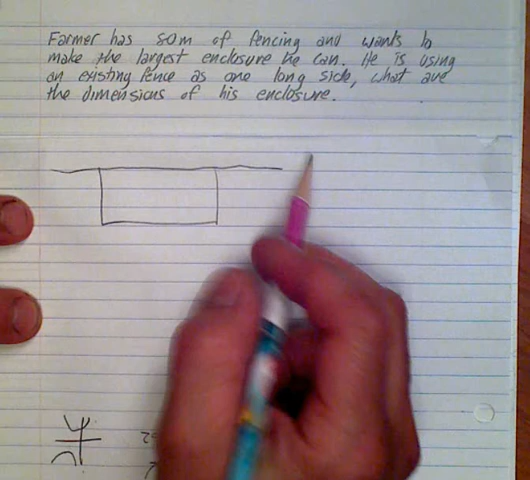 Farmer has 50m of fencing and wants to
make the largest enclosure he can. He is using
an existing fence as one long side, what are
the dimensions of his enclosure.